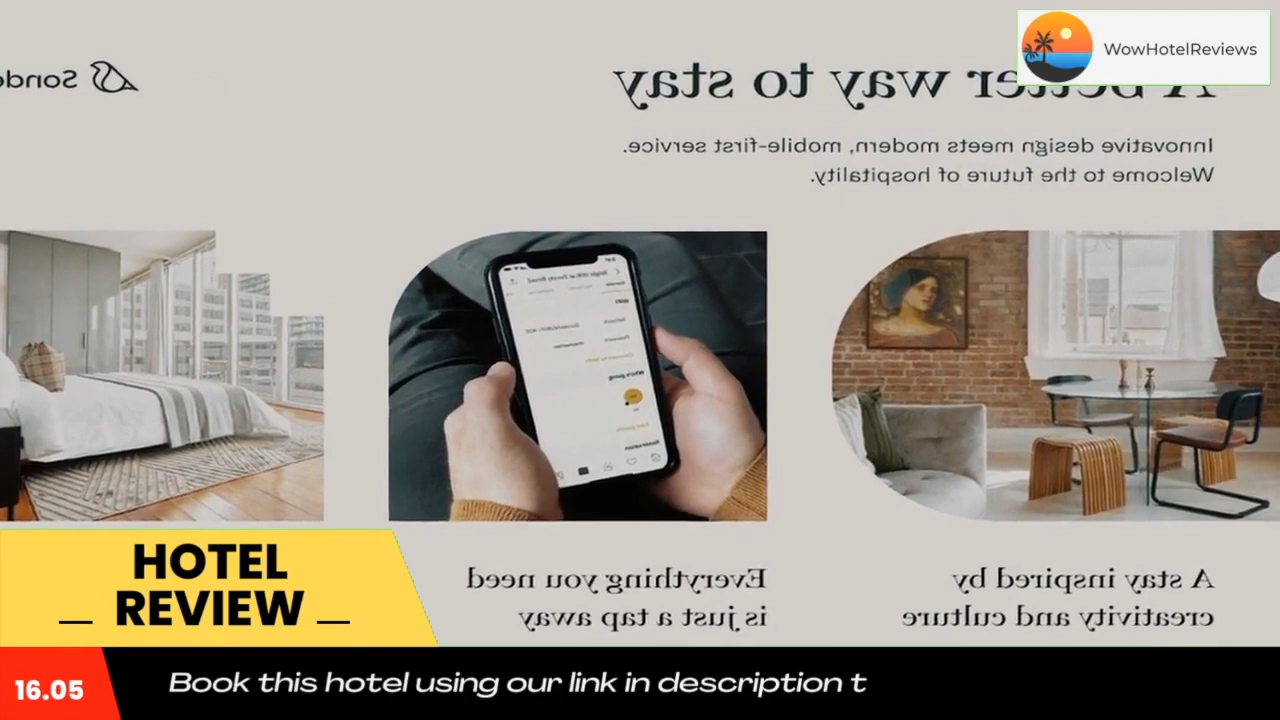 WowHotelReviews
Sonde
A better way to stay
Innovative design meets modern, mobile-first service.
Welcome to the future of hospitality.
Everything you need
is just a tap away
A stay inspired by
creativity and culture
HOTEL
REVIEW
16.05
Book this hotel using our link in description t